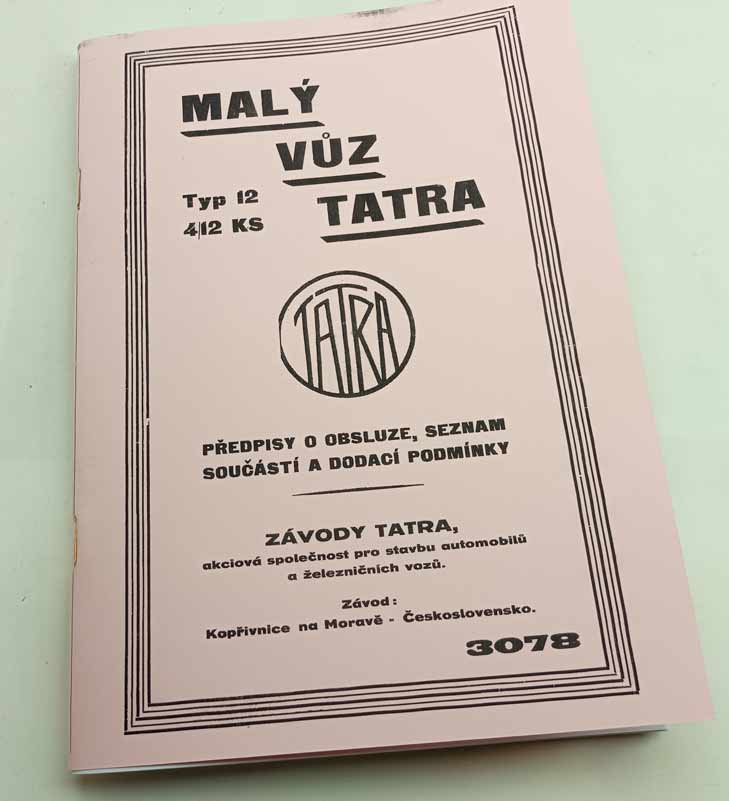 MALÝ
VŮZ
TATRA
Typ 12
4|12 KS
TATRA
PŘEDPISY O OBSLUZE, SEZNAM
SOUČÁSTÍ A DODACÍ PODMÍNKY
ZÁVODY TATRA,
akciová společnost pro stavbu automobilů
a železničních vozů.
Závod:
Kopřivnice na Moravě - Československo.
3078